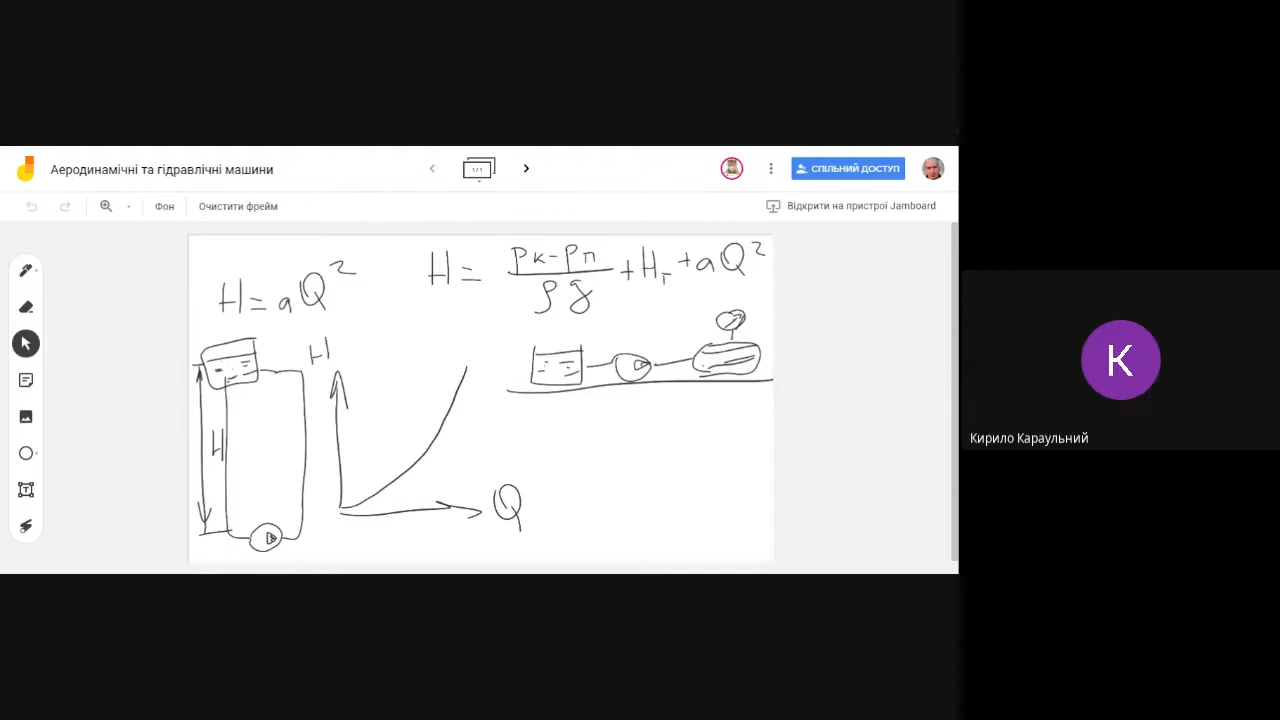 Аеродинамічні та гідравлічні машини
1/1
СПІЛЬНИЙ ДОСТУП
Фон
Очистити фрейм
Відкрити на пристрої Jamboard
H = aQ²
H = (Pк - Pп)/(ρg) + Hг + aQ²
H
H
Q
T
К
Кирило Караульний